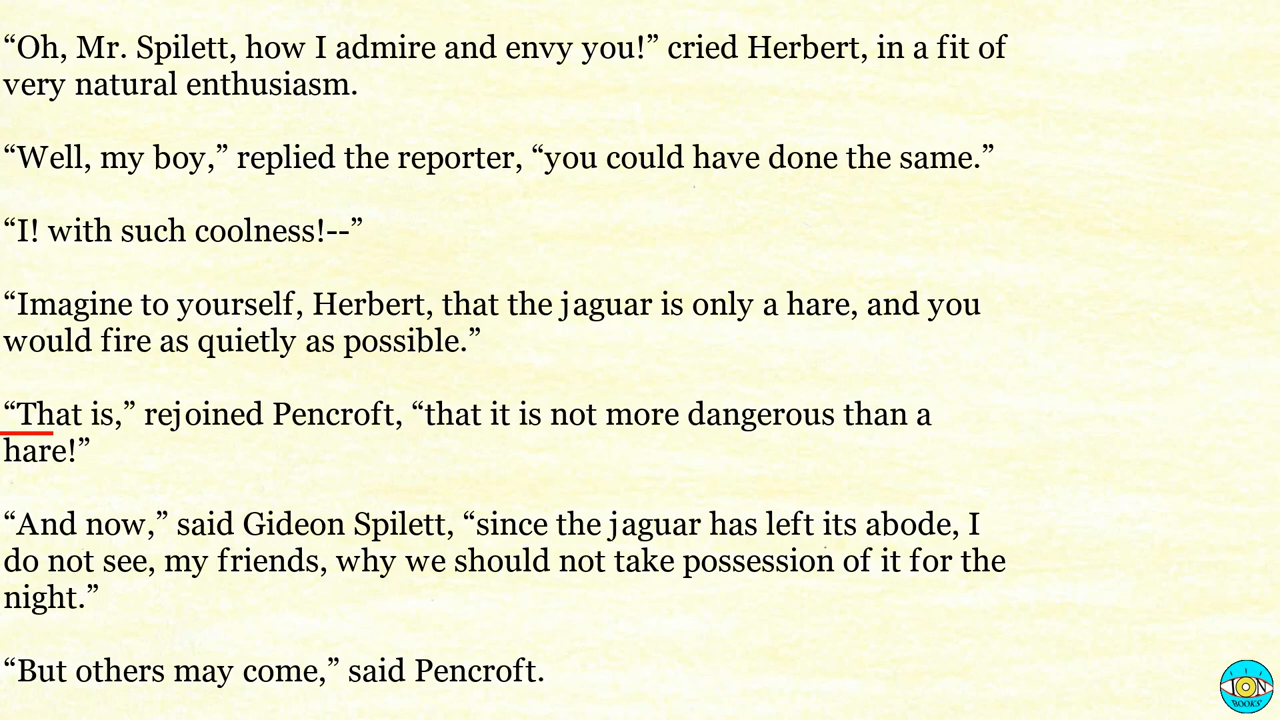 “Oh, Mr. Spilett, how I admire and envy you!” cried Herbert, in a fit of
very natural enthusiasm.
“Well, my boy,” replied the reporter, “you could have done the same.”
“I! with such coolness!--”
“Imagine to yourself, Herbert, that the jaguar is only a hare, and you
would fire as quietly as possible.”
“That is,” rejoined Pencroft, “that it is not more dangerous than a
hare!”
“And now,” said Gideon Spilett, “since the jaguar has left its abode, I
do not see, my friends, why we should not take possession of it for the
night.”
“But others may come,” said Pencroft.
ION
BOOKS